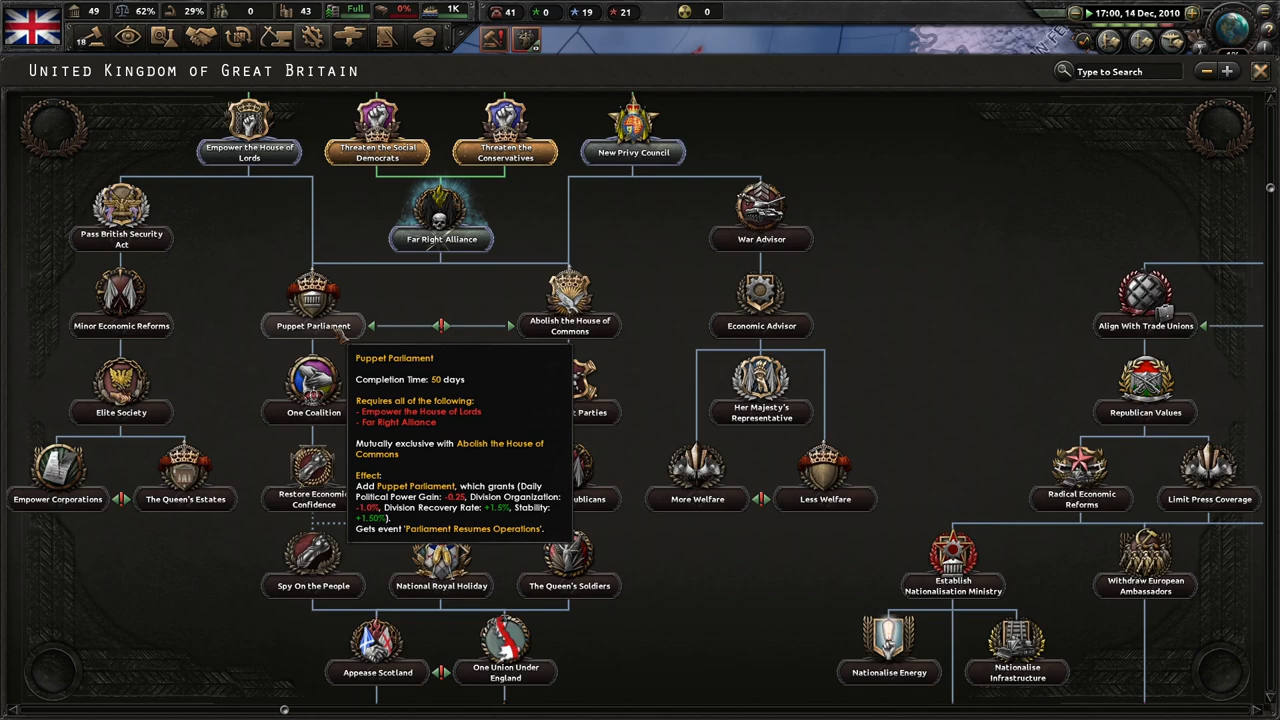 49
62%
29%
0
43
Full
0%
1K
41
0
19
21
0
17:00, 14 Dec, 2010
18
United Kingdom of Great Britain
Type to Search
Empower the House of
Lords
Threaten the Social
Democrats
Threaten the
Conservatives
New Privy Council
Pass British Security
Act
Far Right Alliance
War Advisor
Minor Economic Reforms
Puppet Parliament
Abolish the House of
Commons
Economic Advisor
Align With Trade Unions
Puppet Parliament
Completion Time: 50 days
Requires all of the following:
- Empower the House of Lords
- Far Right Alliance
Mutually exclusive with Abolish the House of
Commons
Effect:
Add Puppet Parliament, which grants (Daily
Political Power Gain: -0.25, Division Organization:
-1.0%, Division Recovery Rate: +1.5%, Stability:
+1.50%).
Gets event 'Parliament Resumes Operations'.
Elite Society
One Coalition
t Parties
Her Majesty's
Representative
Republican Values
Empower Corporations
The Queen's Estates
Restore Economic
Confidence
ublicans
More Welfare
Less Welfare
Radical Economic
Reforms
Limit Press Coverage
Spy On the People
National Royal Holiday
The Queen's Soldiers
Establish
Nationalisation Ministry
Withdraw European
Ambassadors
Appease Scotland
One Union Under
England
Nationalise Energy
Nationalise
Infrastructure